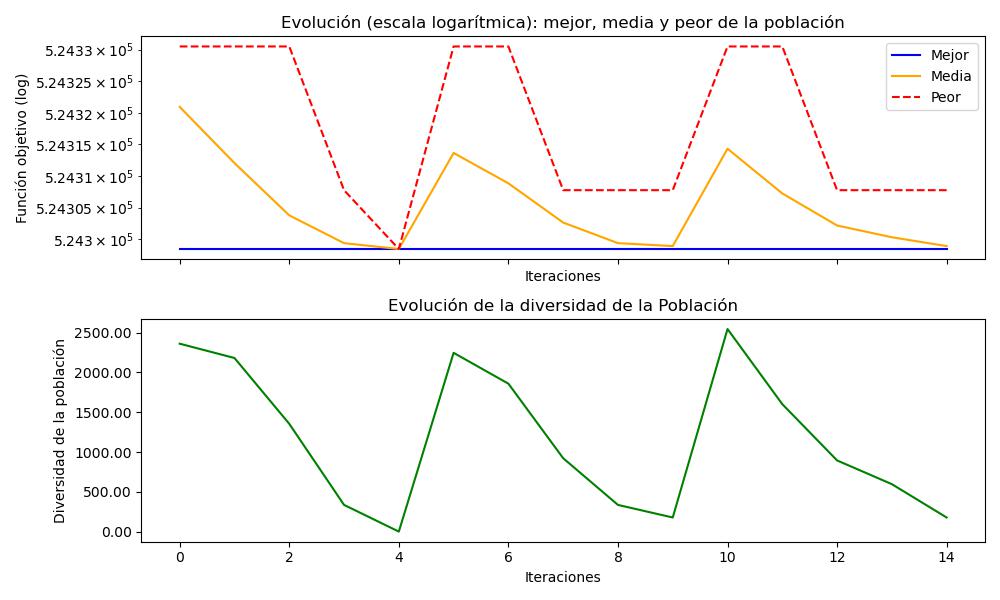 Evolución (escala logarítmica): mejor, media y peor de la población
Función objetivo (log)
5.2433 × 10⁵
5.24325 × 10⁵
5.2432 × 10⁵
5.24315 × 10⁵
5.2431 × 10⁵
5.24305 × 10⁵
5.243 × 10⁵
Mejor
Media
Peor
Iteraciones
Evolución de la diversidad de la Población
Diversidad de la población
2500.00
2000.00
1500.00
1000.00
500.00
0.00
0 2 4 6 8 10 12 14
Iteraciones